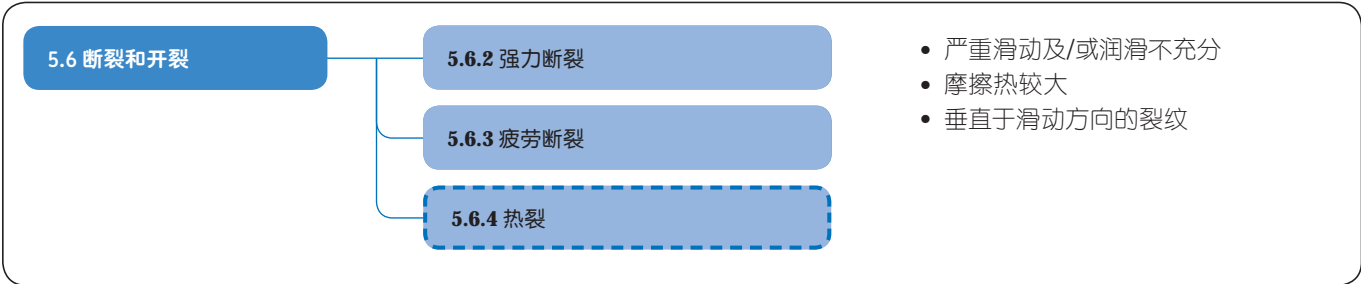 5.6 断裂和开裂
5.6.2 强力断裂
5.6.3 疲劳断裂
5.6.4 热裂
• 严重滑动及/或润滑不充分
• 摩擦热较大
• 垂直于滑动方向的裂纹